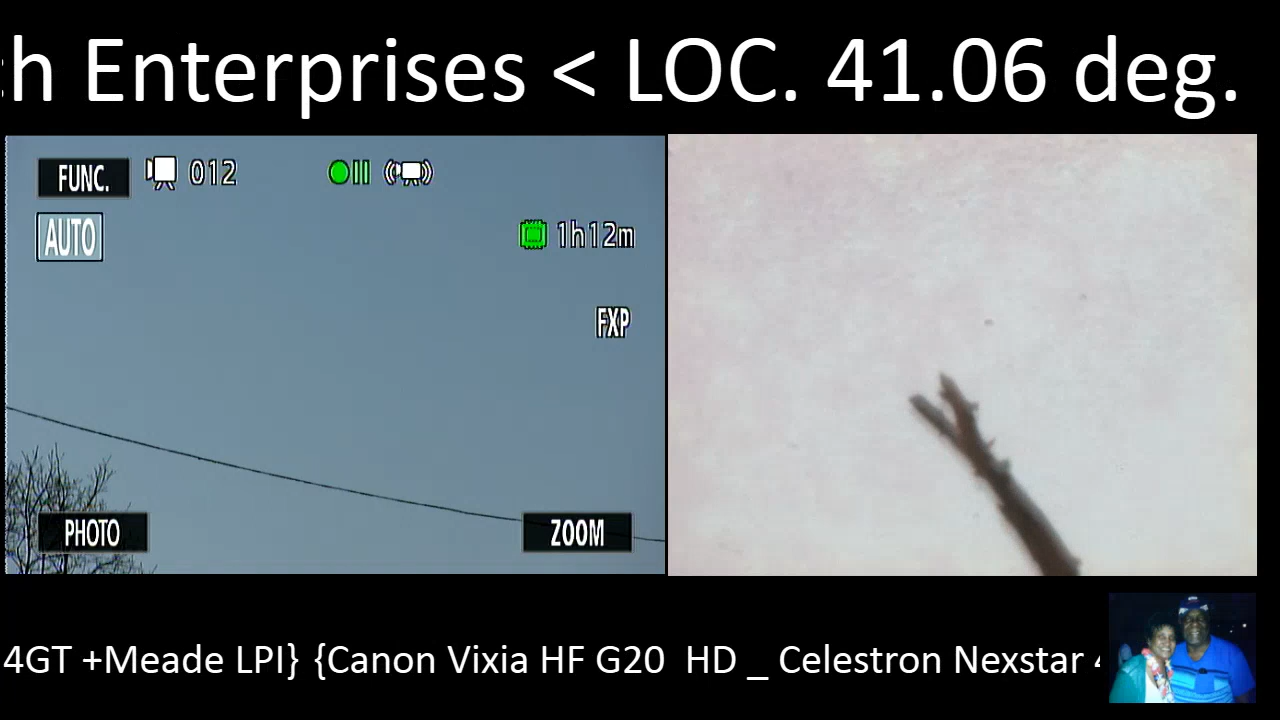 h Enterprises < LOC. 41.06 deg.
FUNC. 012
AUTO
1h12m
FXP
PHOTO ZOOM
4GT +Meade LPI} {Canon Vixia HF G20 HD _ Celestron Nexstar